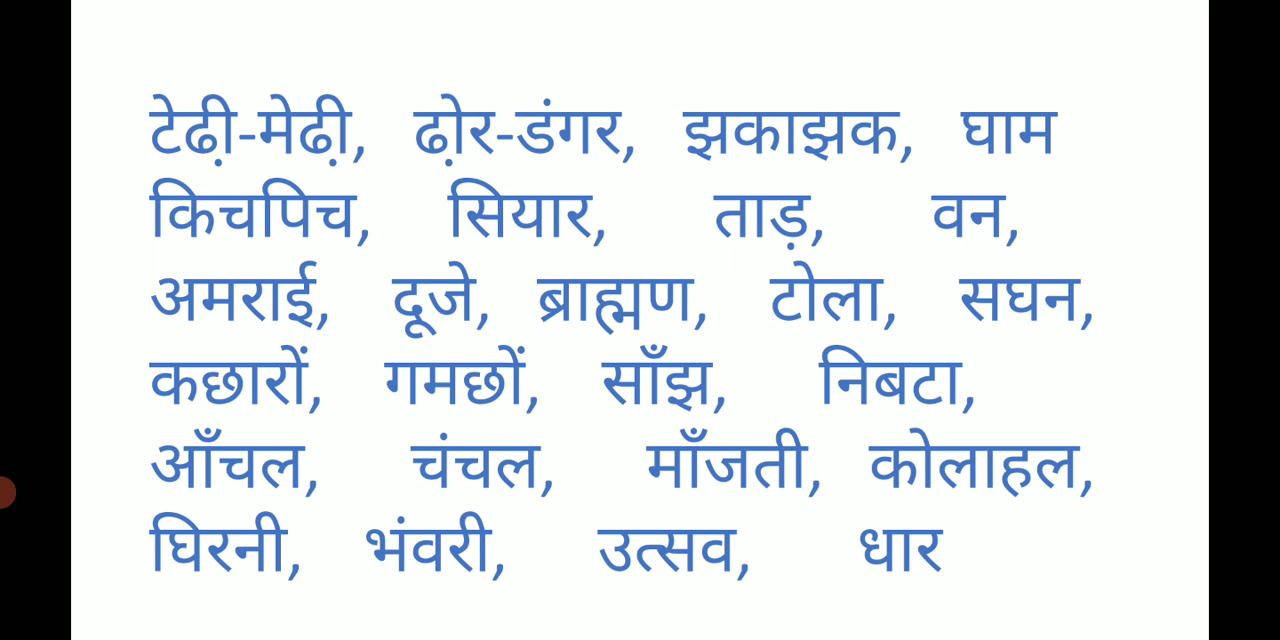 टेढ़ी-मेढ़ी, ढ़ोर-डंगर, झकाझक, घाम
किचपिच, सियार, ताड़, वन,
अमराई, दूजे, ब्राह्मण, टोला, सघन,
कछारों, गमछों, साँझ, निबटा,
आँचल, चंचल, माँजती, कोलाहल,
घिरनी, भंवरी, उत्सव, धार